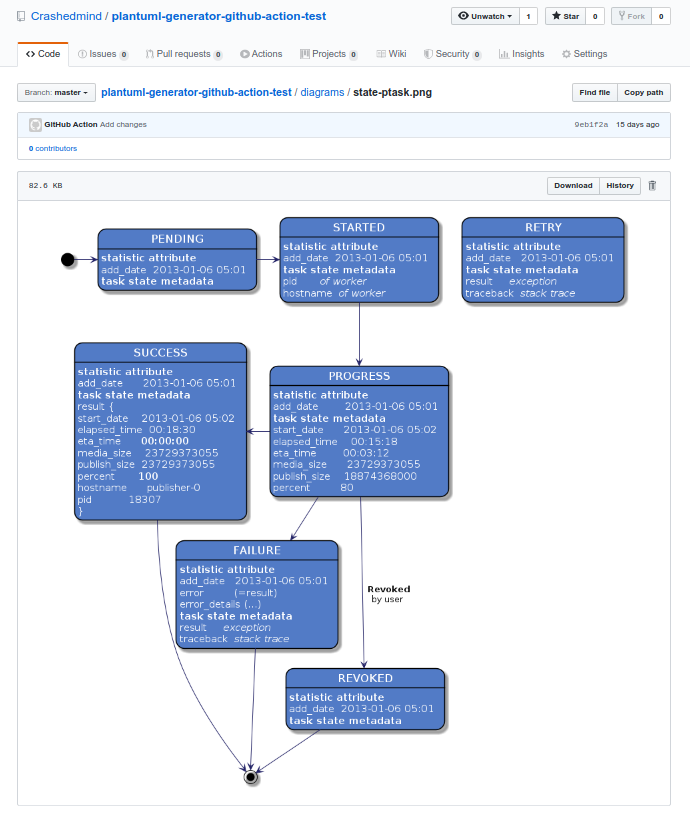 Crashedmind / plantuml-generator-github-action-test
Unwatch 1 Star 0 Fork 0
Code Issues 0 Pull requests 0 Actions Projects 0 Wiki Security 0 Insights Settings
Branch: master plantuml-generator-github-action-test / diagrams / state-ptask.png Find file Copy path
GitHub Action Add changes 9eb1f2a 15 days ago
0 contributors
82.6 KB Download History
PENDING
statistic attribute
add_date 2013-01-06 05:01
task state metadata
STARTED
statistic attribute
add_date 2013-01-06 05:01
task state metadata
pid of worker
hostname of worker
RETRY
statistic attribute
add_date 2013-01-06 05:01
task state metadata
result exception
traceback stack trace
SUCCESS
statistic attribute
add_date 2013-01-06 05:01
task state metadata
result {
start_date 2013-01-06 05:02
elapsed_time 00:18:30
eta_time 00:00:00
media_size 23729373055
publish_size 23729373055
percent 100
hostname publisher-0
pid 18307
}
PROGRESS
statistic attribute
add_date 2013-01-06 05:01
task state metadata
start_date 2013-01-06 05:02
elapsed_time 00:15:18
eta_time 00:03:12
media_size 23729373055
publish_size 18874368000
percent 80
FAILURE
statistic attribute
add_date 2013-01-06 05:01
error (=result)
error_details (...)
task state metadata
result exception
traceback stack trace
Revoked
by user
REVOKED
statistic attribute
add_date 2013-01-06 05:01
task state metadata